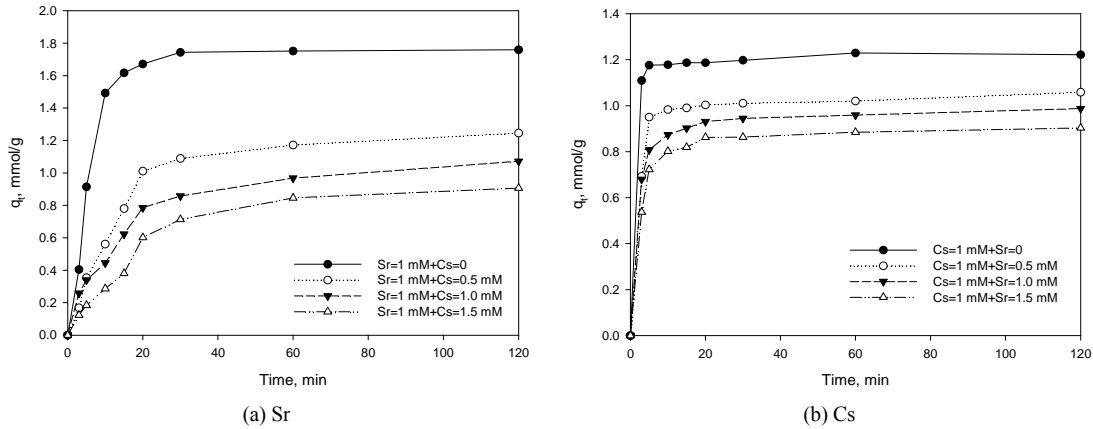 2.0
1.8
1.6
1.4
1.2
1.0
0.8
0.6
0.4
0.2
0.0
qt, mmol/g
0 20 40 60 80 100 120
Time, min
Sr=1 mM+Cs=0
Sr=1 mM+Cs=0.5 mM
Sr=1 mM+Cs=1.0 mM
Sr=1 mM+Cs=1.5 mM
(a) Sr
1.4
1.2
1.0
0.8
0.6
0.4
0.2
0.0
qt, mmol/g
0 20 40 60 80 100 120
Time, min
Cs=1 mM+Sr=0
Cs=1 mM+Sr=0.5 mM
Cs=1 mM+Sr=1.0 mM
Cs=1 mM+Sr=1.5 mM
(b) Cs